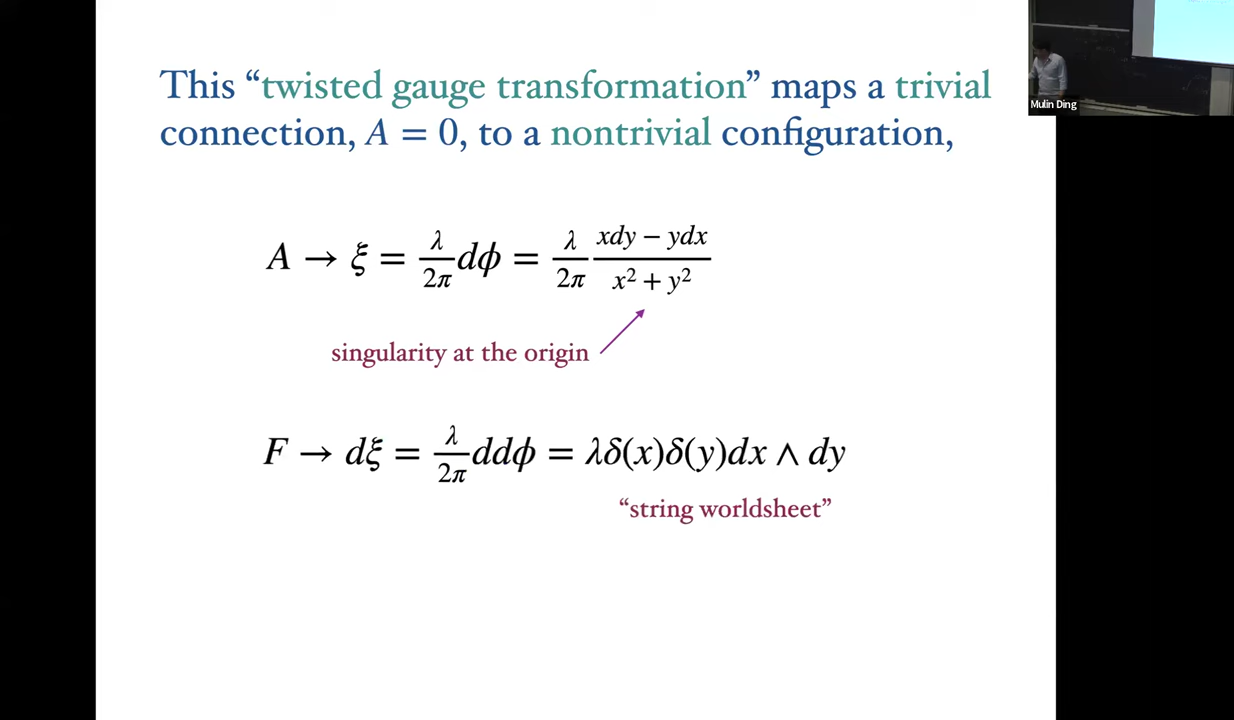 This “twisted gauge transformation” maps a trivial
connection, A = 0, to a nontrivial configuration,
A → ξ = λ/2π dϕ = λ/2π (xdy − ydx)/(x² + y²)
singularity at the origin
F → dξ = λ/2π ddϕ = λδ(x)δ(y)dx ∧ dy
“string worldsheet”
Mulin Ding